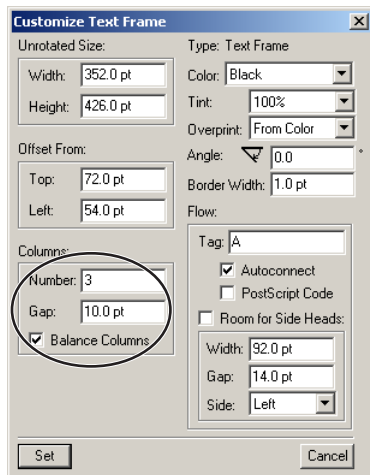 Customize Text Frame
Unrotated Size:
Width: 352.0 pt
Height: 426.0 pt
Offset From:
Top: 72.0 pt
Left: 54.0 pt
Columns:
Number: 3
Gap: 10.0 pt
Balance Columns
Type: Text Frame
Color: Black
Tint: 100%
Overprint: From Color
Angle: 0.0 °
Border Width: 1.0 pt
Flow:
Tag: A
Autoconnect
PostScript Code
Room for Side Heads:
Width: 92.0 pt
Gap: 14.0 pt
Side: Left
Set
Cancel